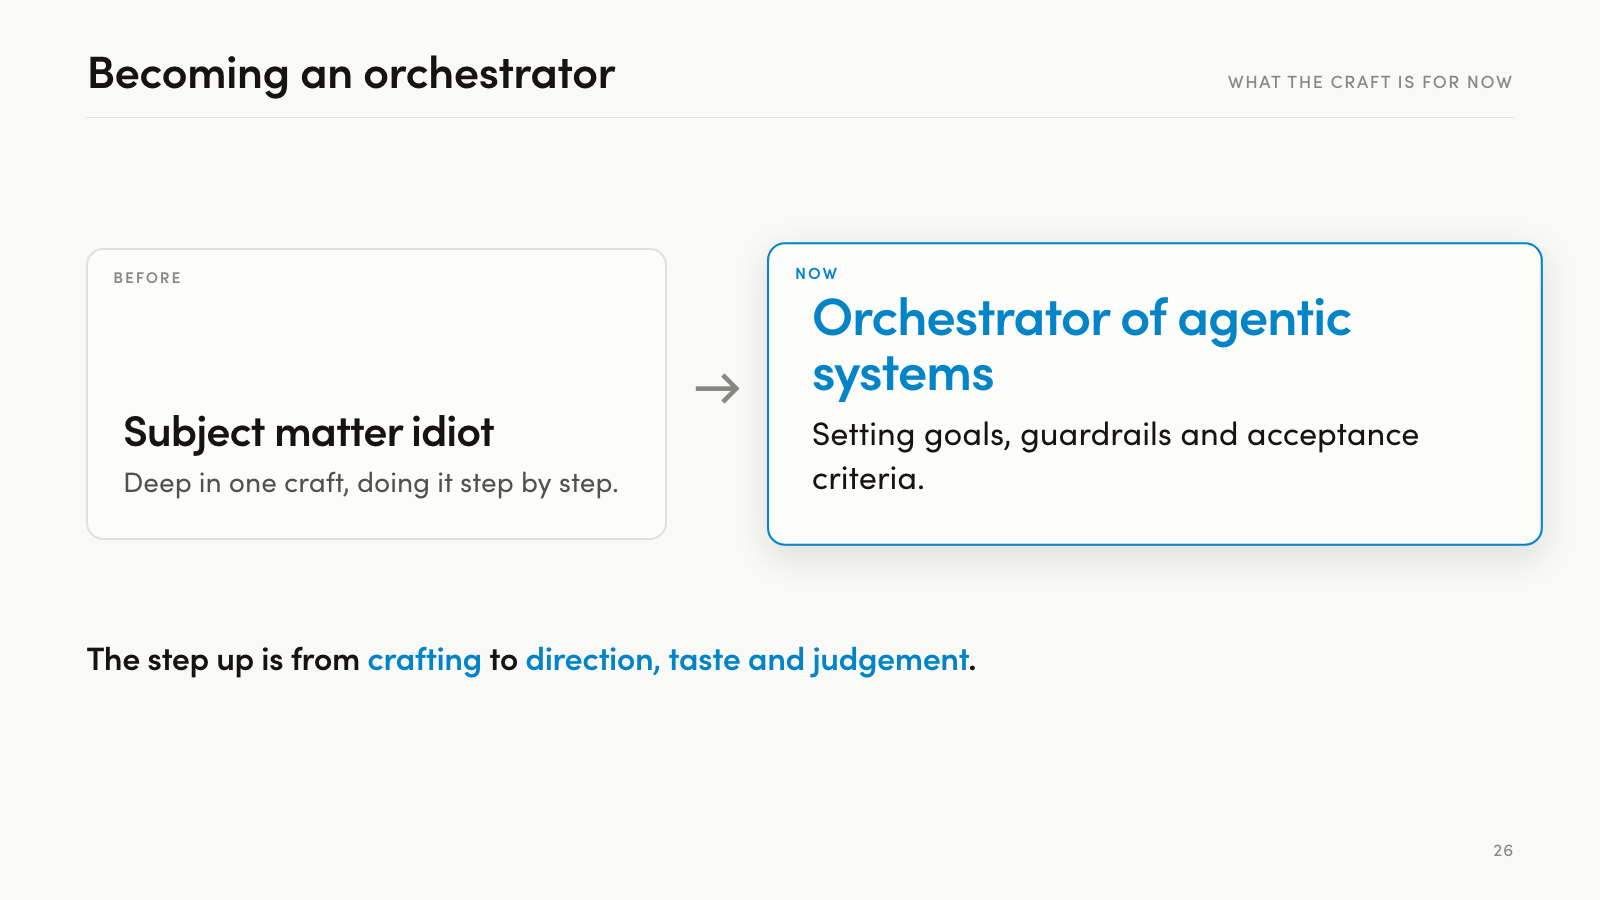 Becoming an orchestrator
WHAT THE CRAFT IS FOR NOW
BEFORE
Subject matter idiot
Deep in one craft, doing it step by step.
→
NOW
Orchestrator of agentic
systems
Setting goals, guardrails and acceptance
criteria.
The step up is from crafting to direction, taste and judgement.
26